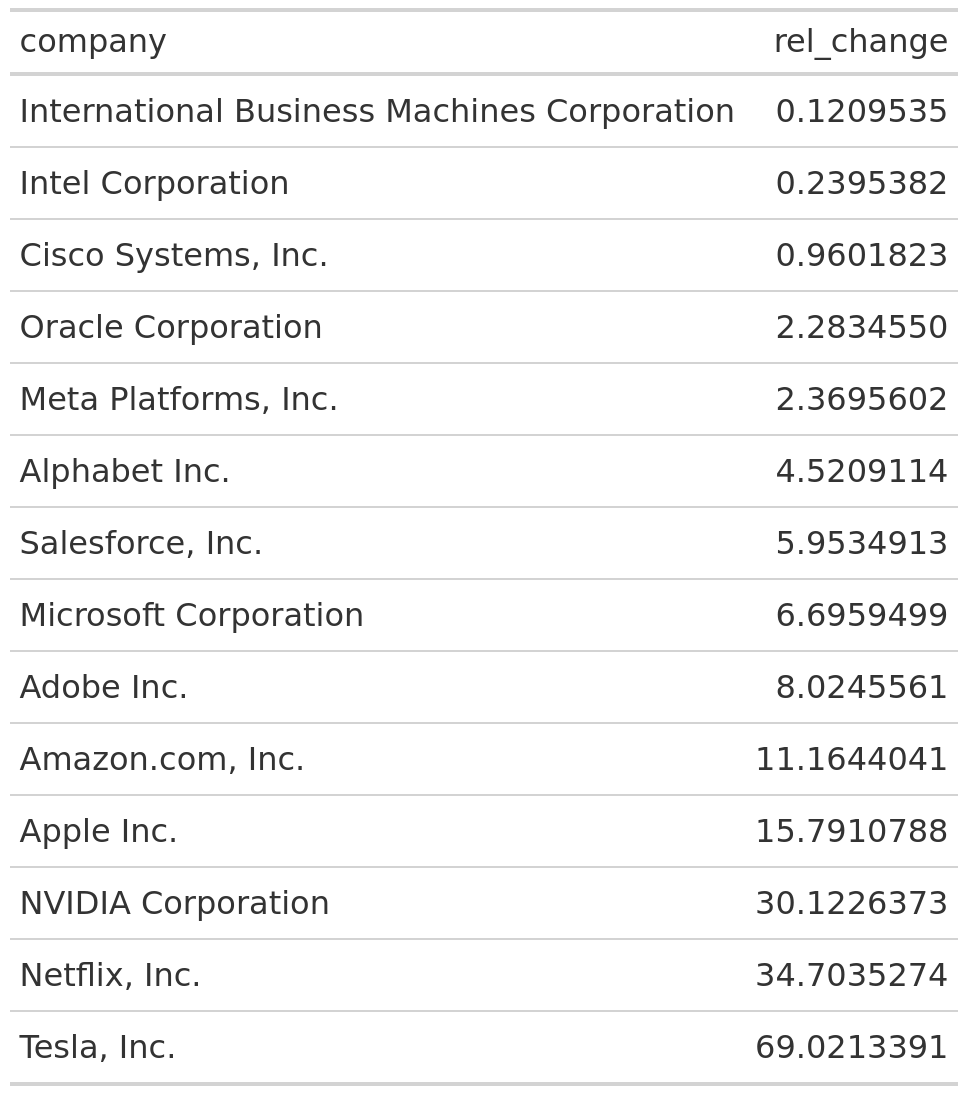 company rel_change
International Business Machines Corporation 0.1209535
Intel Corporation 0.2395382
Cisco Systems, Inc. 0.9601823
Oracle Corporation 2.2834550
Meta Platforms, Inc. 2.3695602
Alphabet Inc. 4.5209114
Salesforce, Inc. 5.9534913
Microsoft Corporation 6.6959499
Adobe Inc. 8.0245561
Amazon.com, Inc. 11.1644041
Apple Inc. 15.7910788
NVIDIA Corporation 30.1226373
Netflix, Inc. 34.7035274
Tesla, Inc. 69.0213391